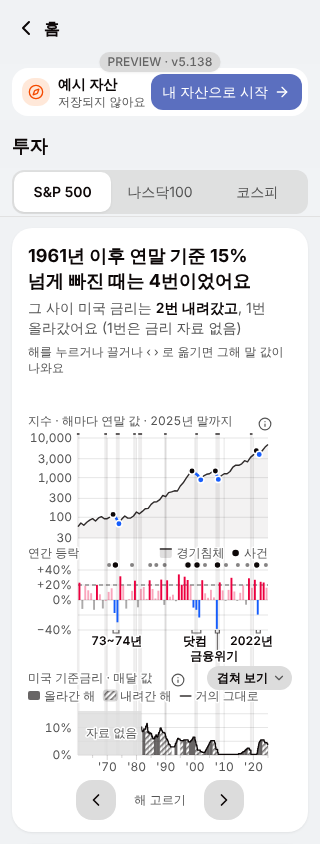 홈
PREVIEW · v5.138
예시 자산
저장되지 않아요
내 자산으로 시작 →
투자
S&P 500
나스닥100
코스피
1961년 이후 연말 기준 15%
넘게 빠진 때는 4번이었어요
그 사이 미국 금리는 2번 내려갔고, 1번
올라갔어요 (1번은 금리 자료 없음)
해를 누르거나 끌거나 ‹ › 로 옮기면 그해 말 값이
나와요
지수 · 해마다 연말 값 · 2025년 말까지
10,000
3,000
1,000
300
100
30
연간 등락
경기침체
사건
+40%
+20%
0%
−40%
73~74년
닷컴
2022년
금융위기
미국 기준금리 · 매달 값
겹쳐 보기
올라간 해
내려간 해
거의 그대로
10%
자료 없음
0%
'70 '80 '90 '00 '10 '20
해 고르기